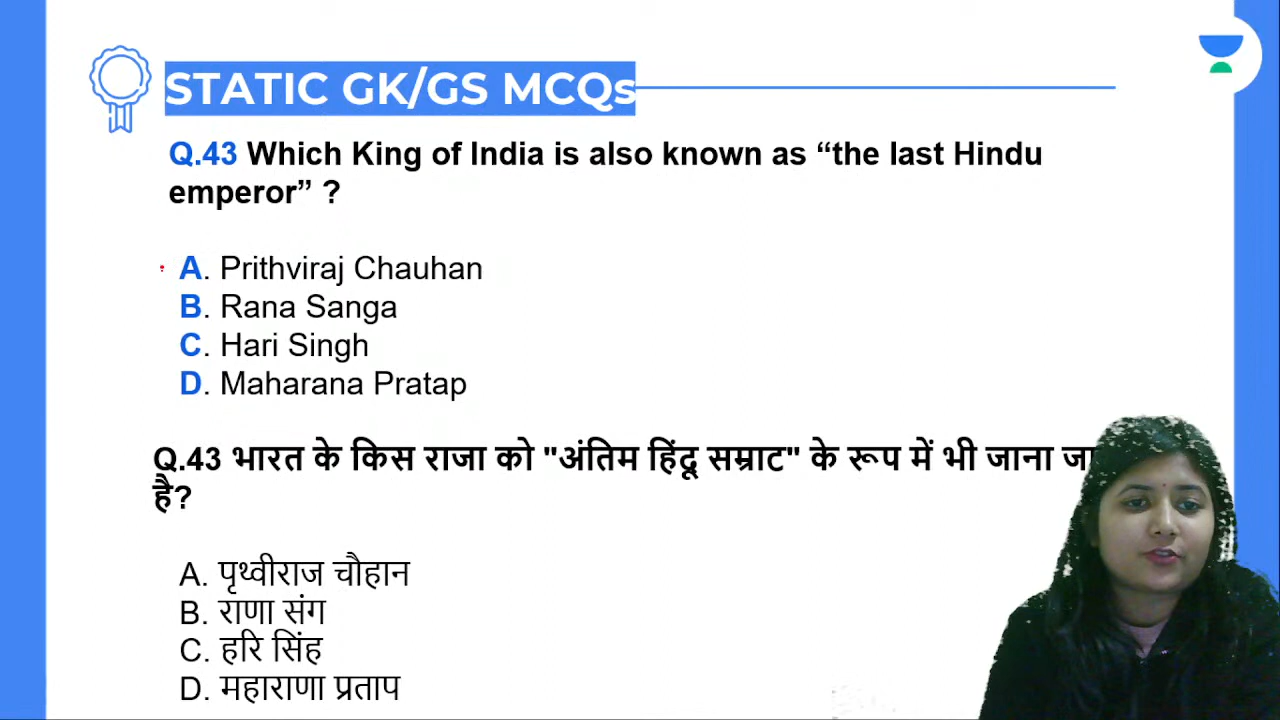 STATIC GK/GS MCQs
Q.43 Which King of India is also known as “the last Hindu
emperor” ?
A. Prithviraj Chauhan
B. Rana Sanga
C. Hari Singh
D. Maharana Pratap
Q.43 भारत के किस राजा को "अंतिम हिंदू सम्राट" के रूप में भी जाना
है?
A. पृथ्वीराज चौहान
B. राणा संग
C. हरि सिंह
D. महाराणा प्रताप